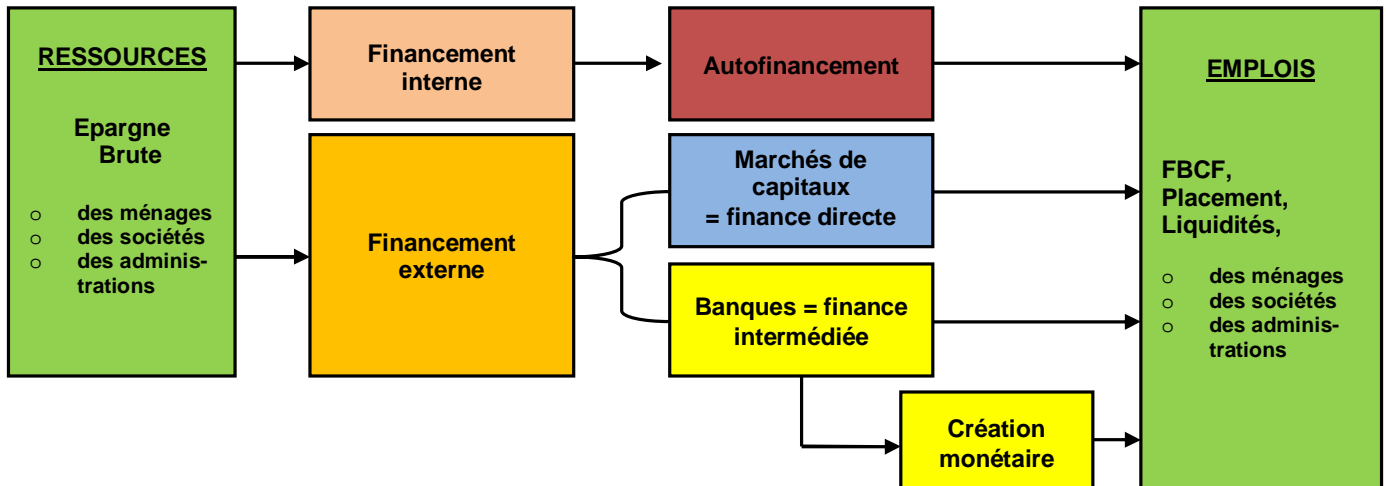 RESSOURCES
Epargne
Brute
o des ménages
o des sociétés
o des adminis-
trations
Financement
interne
Financement
externe
Autofinancement
Marchés de
capitaux
= finance directe
Banques = finance
intermédiée
Création
monétaire
EMPLOIS
FBCF,
Placement,
Liquidités,
o des ménages
o des sociétés
o des adminis-
trations